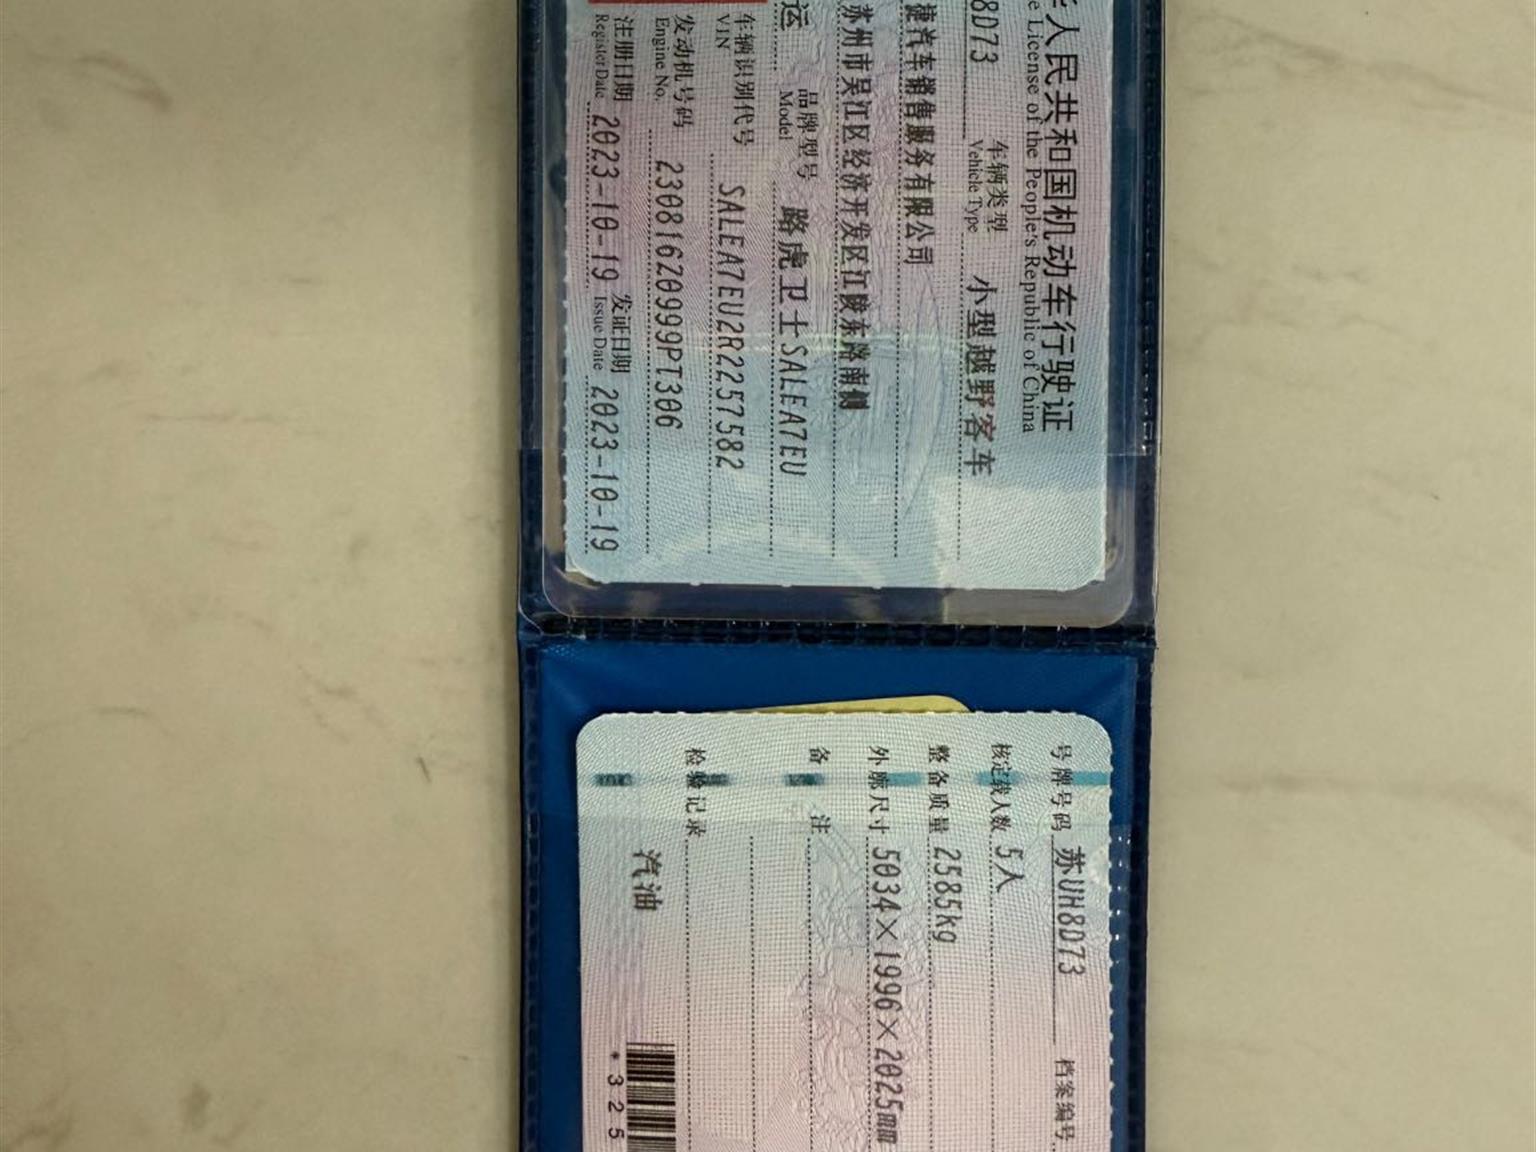 人民共和国机动车行驶证
License of the People's Republic of China
8D73 车辆类型 小型越野客车
Vehicle Type
捷汽车销售服务有限公司
苏州市吴江区经济开发区江陵东路南侧
运 品牌型号 路虎卫士SALEA7EU
Model
车辆识别代号 SALEA7EU2R2257582
VIN
发动机号码 230816Z0999PT306
Engine No.
注册日期 2023-10-19 发证日期 2023-10-19
Register Date Issue Date
号牌号码 苏UH8D73 档案编号
核定载人数 5人
整备质量 2585kg
外廓尺寸 5034×1996×2025mm
备注
检验记录
汽油
*325